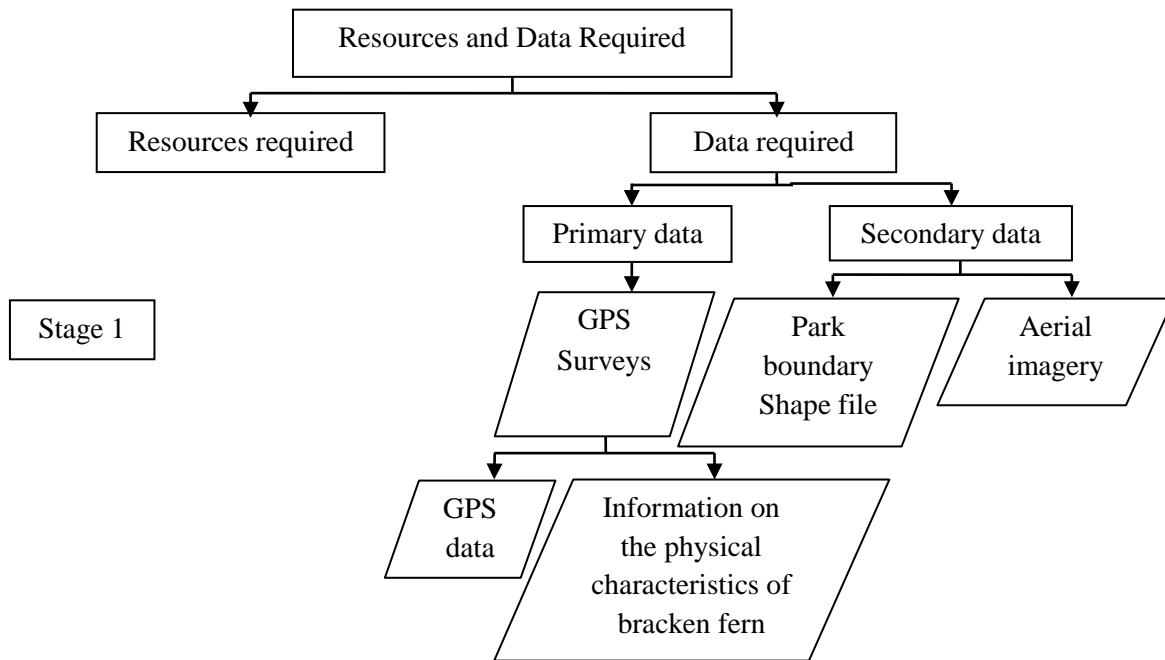 Resources and Data Required
Resources required
Data required
Primary data
Secondary data
Stage 1
GPS
Surveys
Park
boundary
Shape file
Aerial
imagery
GPS
data
Information on
the physical
characteristics of
bracken fern